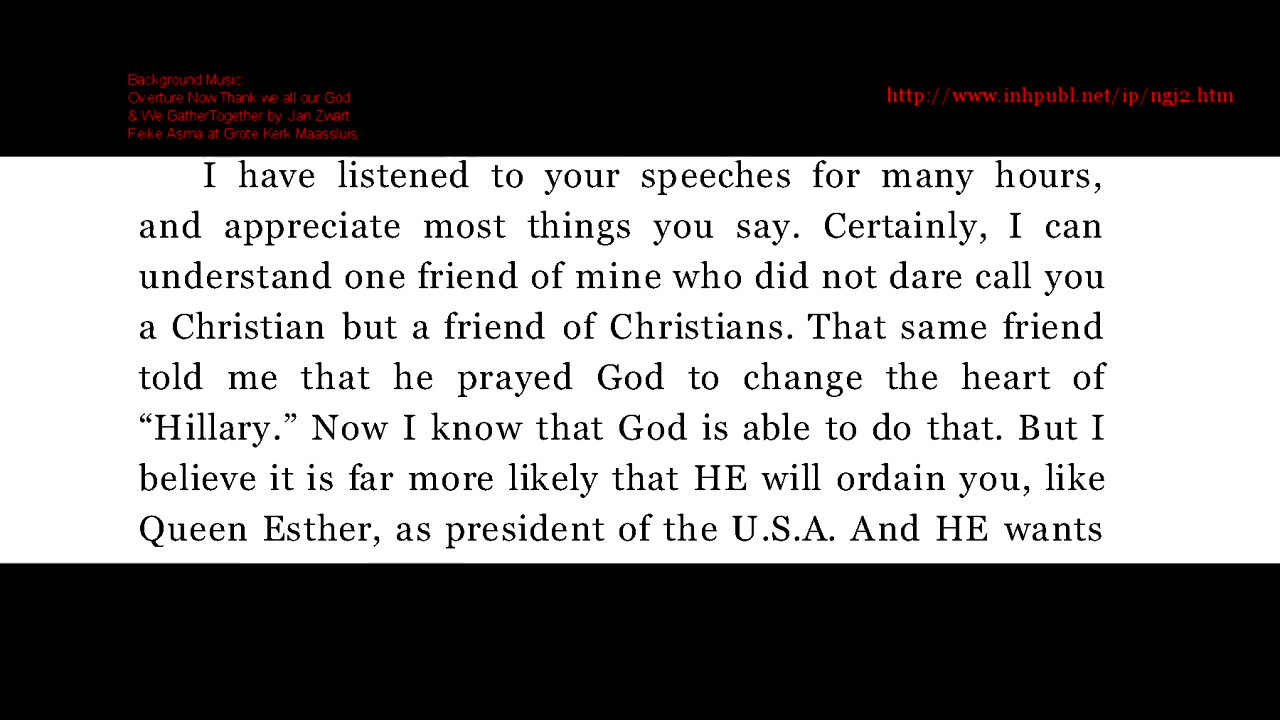 Background Music:
Overture Now Thank we all our God
& We GatherTogether by Jan Zwart
Feike Asma at Grote Kerk Maassluis
http://www.inhpubl.net/ip/ngj2.htm
I have listened to your speeches for many hours,
and appreciate most things you say. Certainly, I can
understand one friend of mine who did not dare call you
a Christian but a friend of Christians. That same friend
told me that he prayed God to change the heart of
“Hillary.” Now I know that God is able to do that. But I
believe it is far more likely that HE will ordain you, like
Queen Esther, as president of the U.S.A. And HE wants